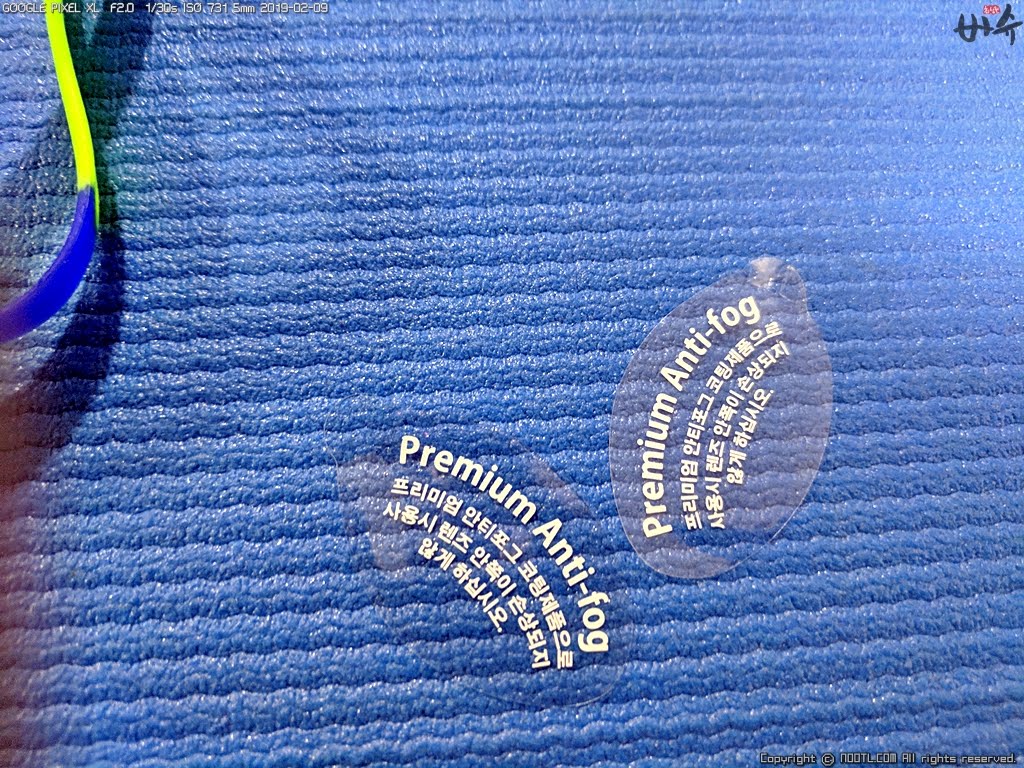 GOOGLE PIXEL XL F2.0 1/30s ISO 731 5mm 2019-02-09
버슈
Premium Anti-fog
프리미엄 안티포그 코팅제품으로
사용시 렌즈 안쪽이 손상되지
않게 하십시오.
Premium Anti-fog
프리미엄 안티포그 코팅제품으로
사용시 렌즈 안쪽이 손상되지
않게 하십시오.
Copyright © NOOTL.COM All rights reserved.